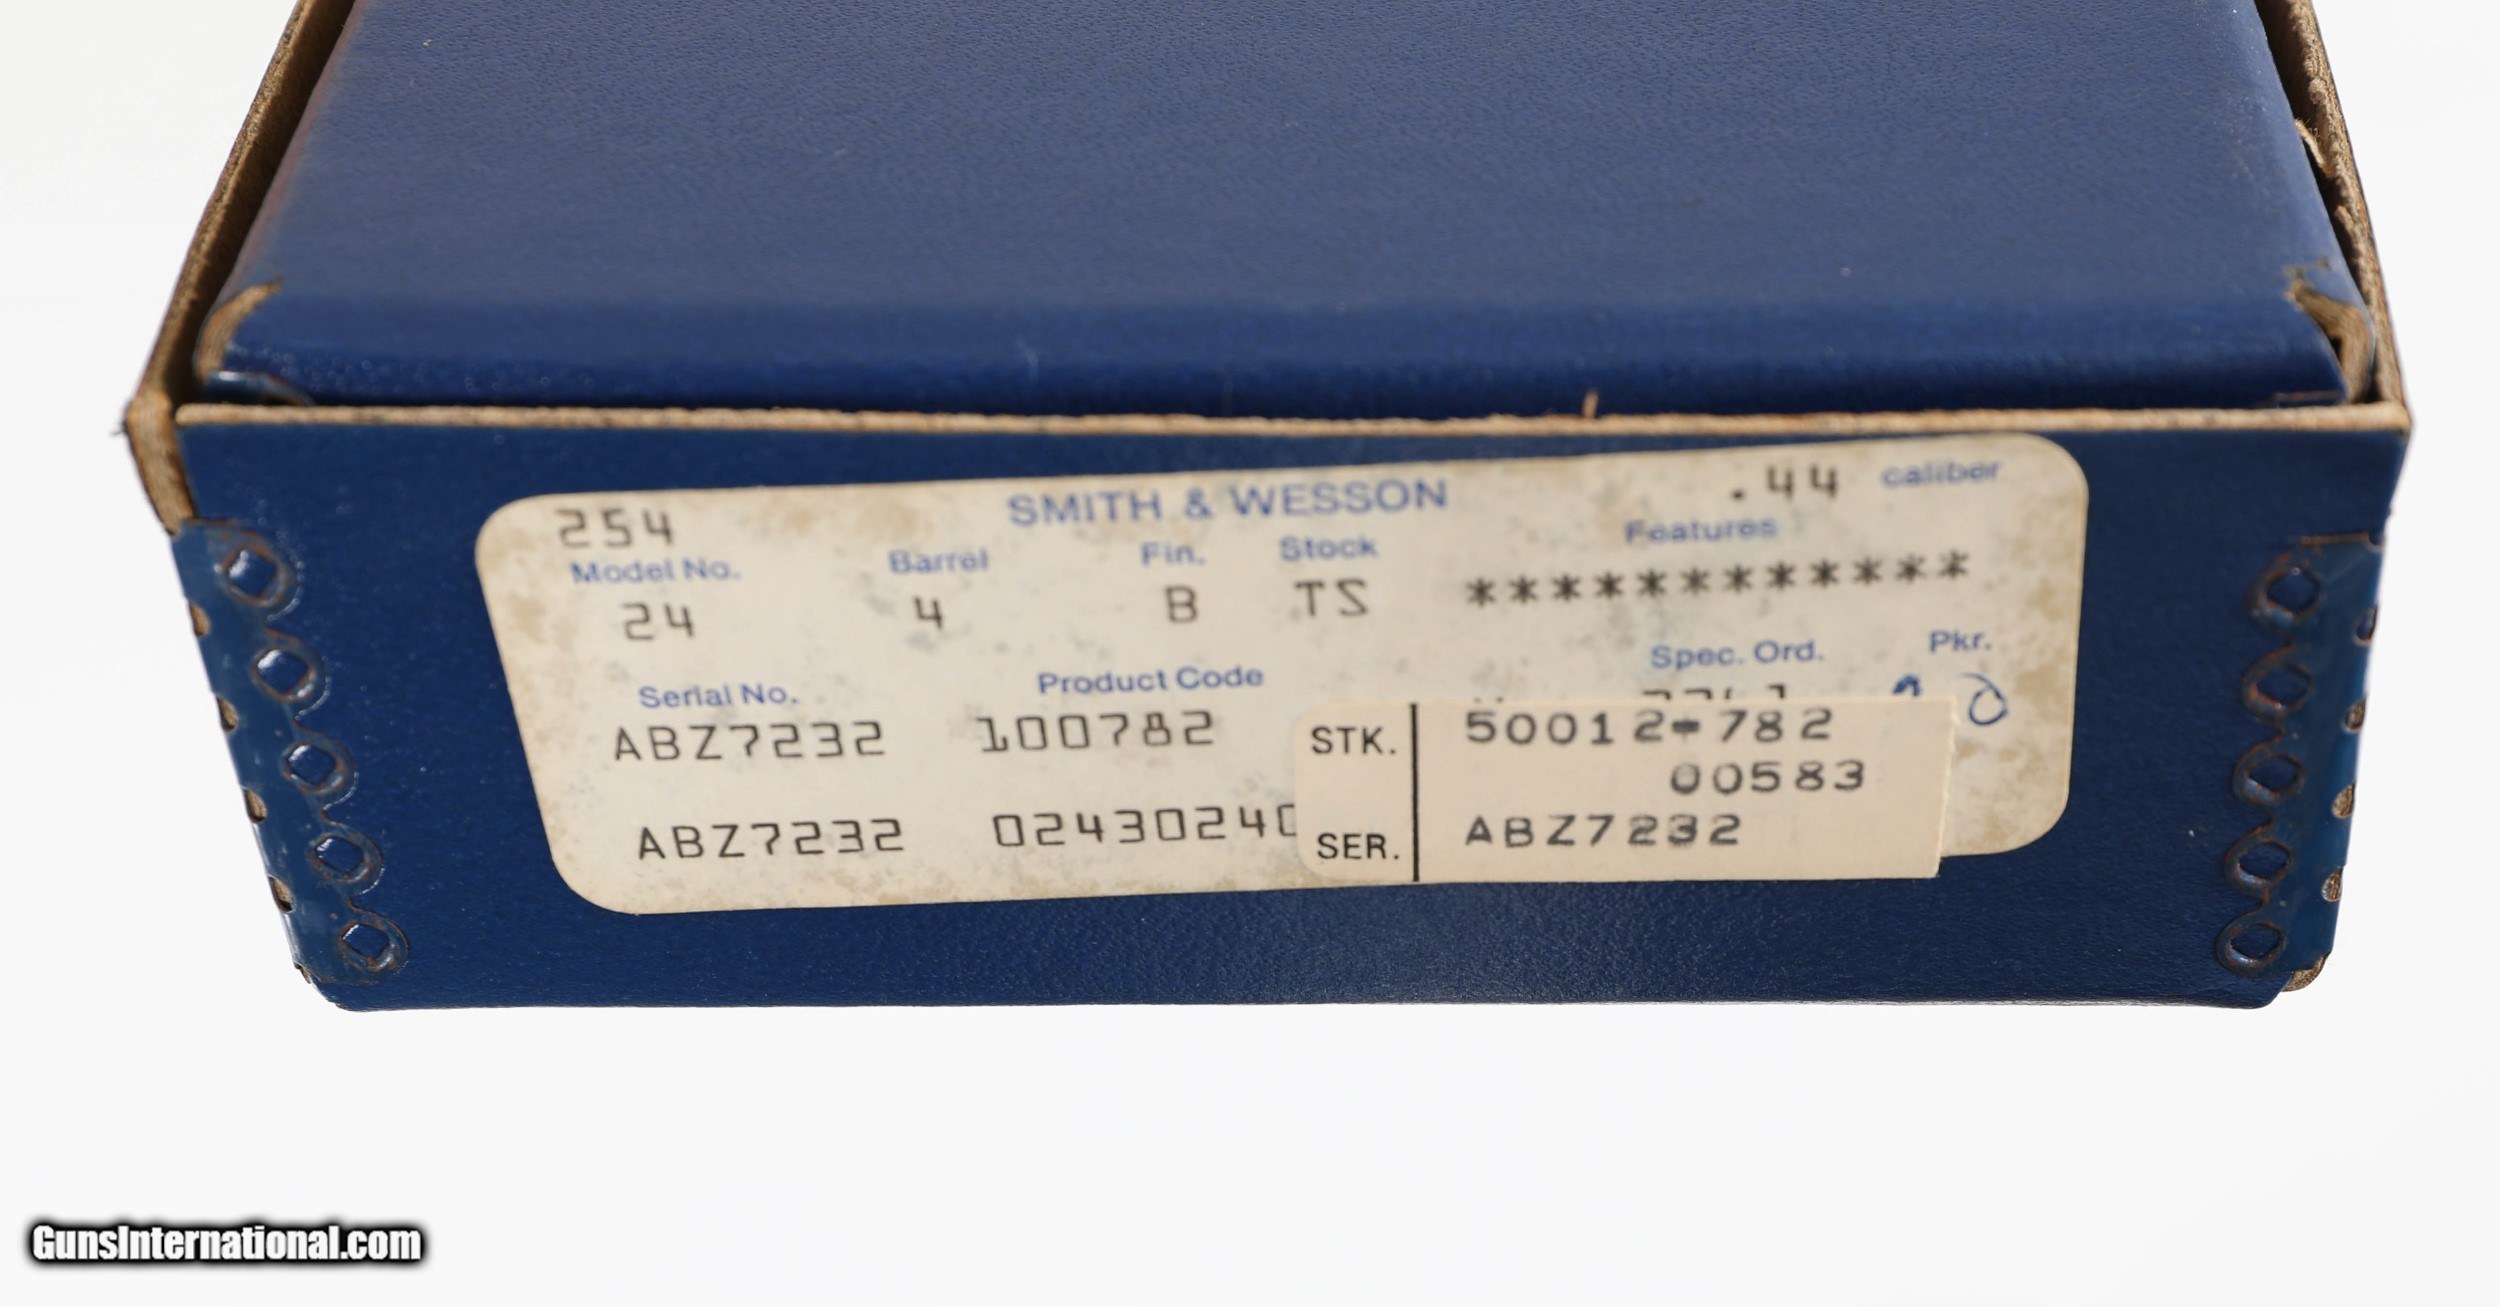 SMITH & WESSON
254 .44 caliber
Model No. Barrel Fin. Stock Features
24 4 B TS ************
Serial No. Product Code Spec. Ord. Pkr.
ABZ7232 100782
ABZ7232 02430240
STK. 50012-782
00583
SER. ABZ7232
GunsInternational.com